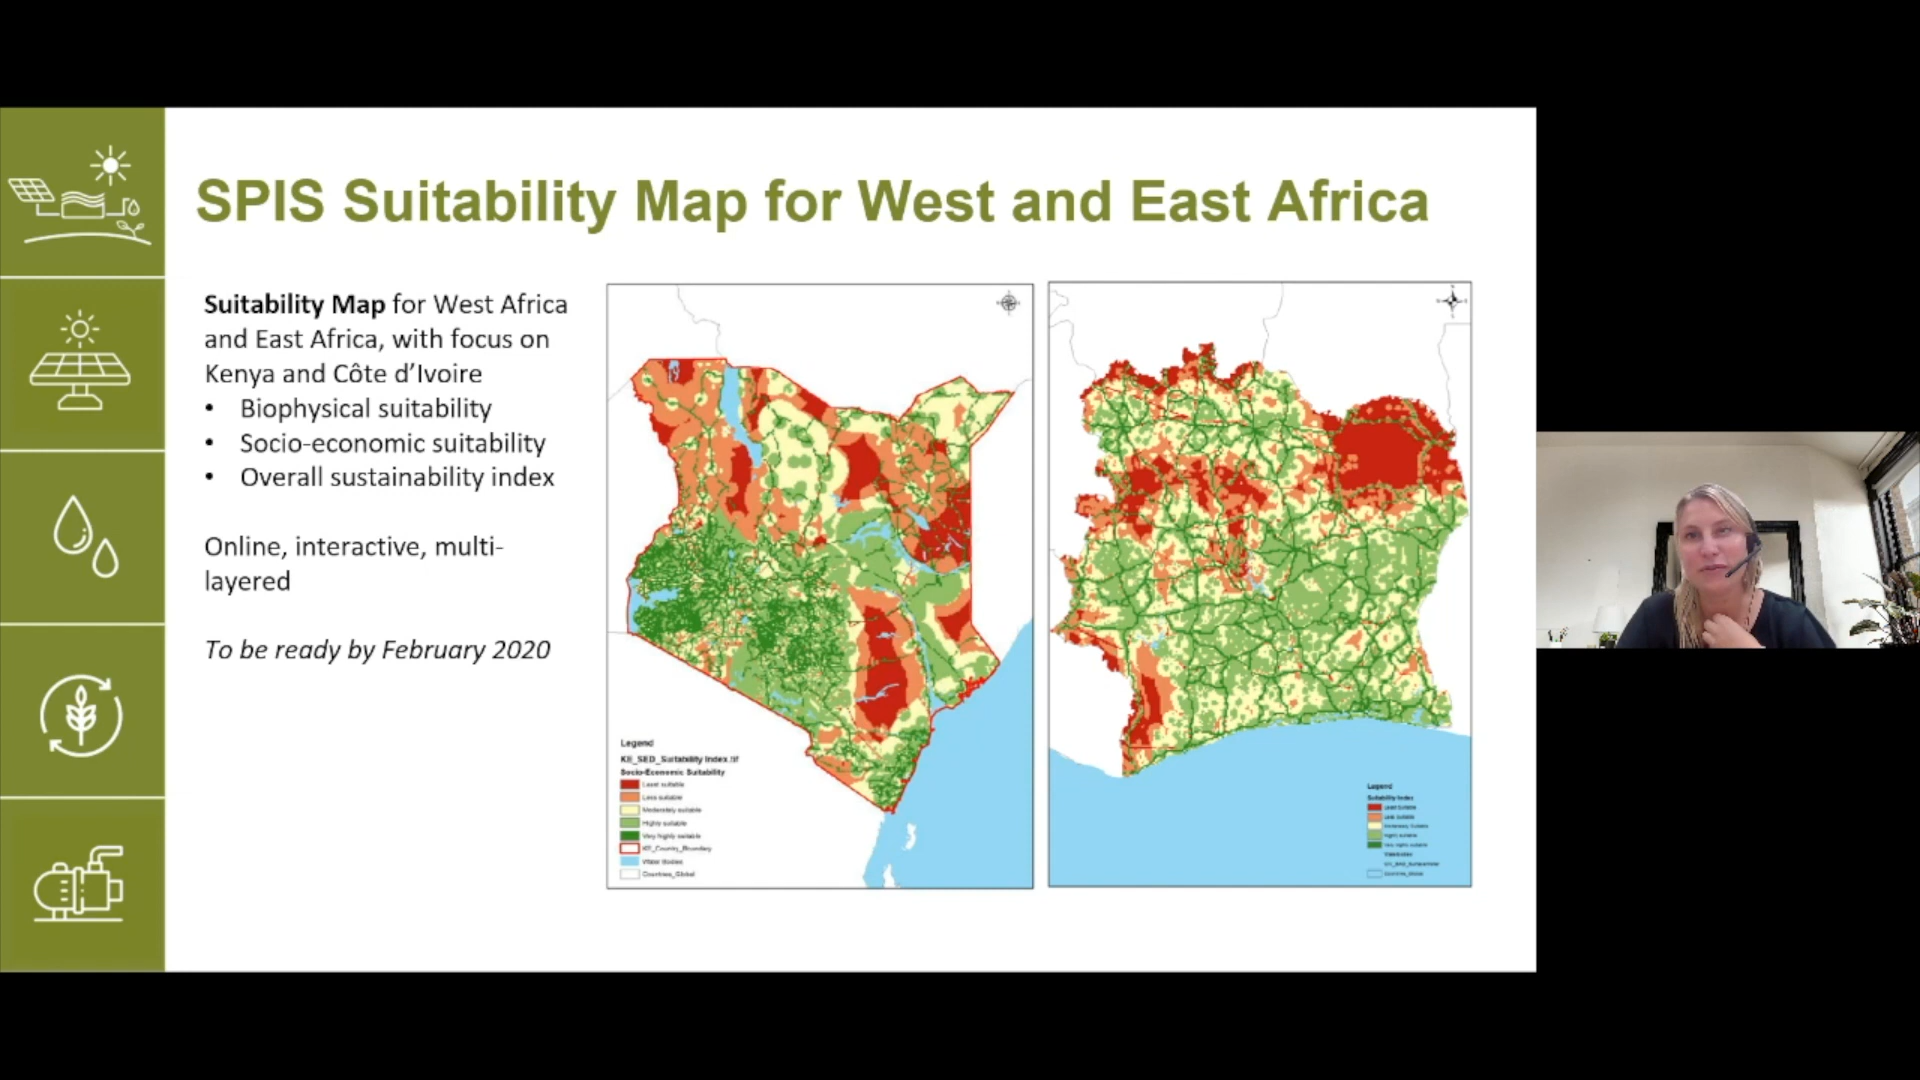 SPIS Suitability Map for West and East Africa
Suitability Map for West Africa
and East Africa, with focus on
Kenya and Côte d'Ivoire
• Biophysical suitability
• Socio-economic suitability
• Overall sustainability index
Online, interactive, multi-
layered
To be ready by February 2020
Legend
KE_SED_Suitability Index.tif
Socio-Economic Suitability
Least suitable
Less suitable
Moderately suitable
Highly suitable
Very highly suitable
KE_Country_Boundary
Water Bodies
Countries_Global
Legend
Suitability Index
Least Suitable
Less Suitable
Moderately Suitable
Highly suitable
Very highly suitable